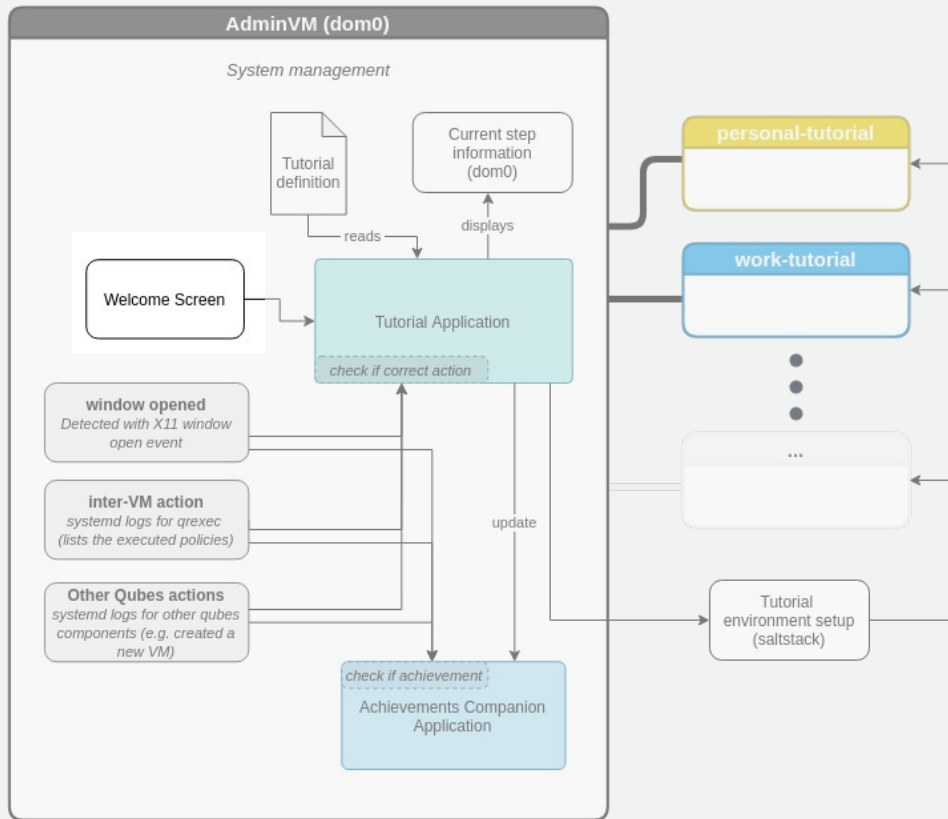 AdminVM (dom0)
System management
Tutorial
definition
Current step
information
(dom0)
reads
displays
Welcome Screen
Tutorial Application
check if correct action
window opened
Detected with X11 window
open event
inter-VM action
systemd logs for qrexec
(lists the executed policies)
Other Qubes actions
systemd logs for other qubes
components (e.g. created a
new VM)
update
check if achievement
Achievements Companion
Application
personal-tutorial
work-tutorial
...
Tutorial
environment setup
(saltstack)